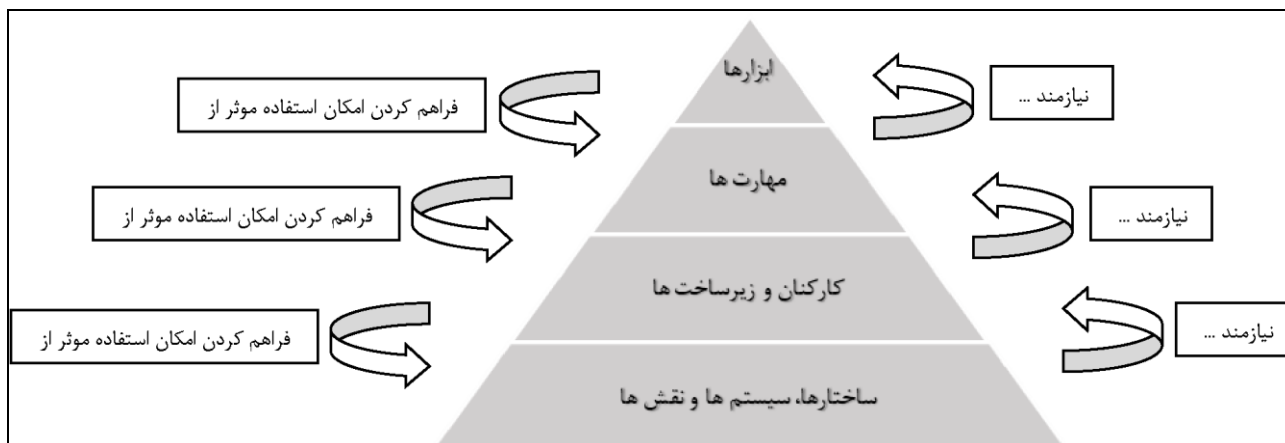 ابزارها
نیازمند ...
فراهم کردن امکان استفاده موثر از
مهارت ها
نیازمند ...
فراهم کردن امکان استفاده موثر از
کارکنان و زیرساخت ها
نیازمند ...
فراهم کردن امکان استفاده موثر از
ساختارها، سیستم ها و نقش ها